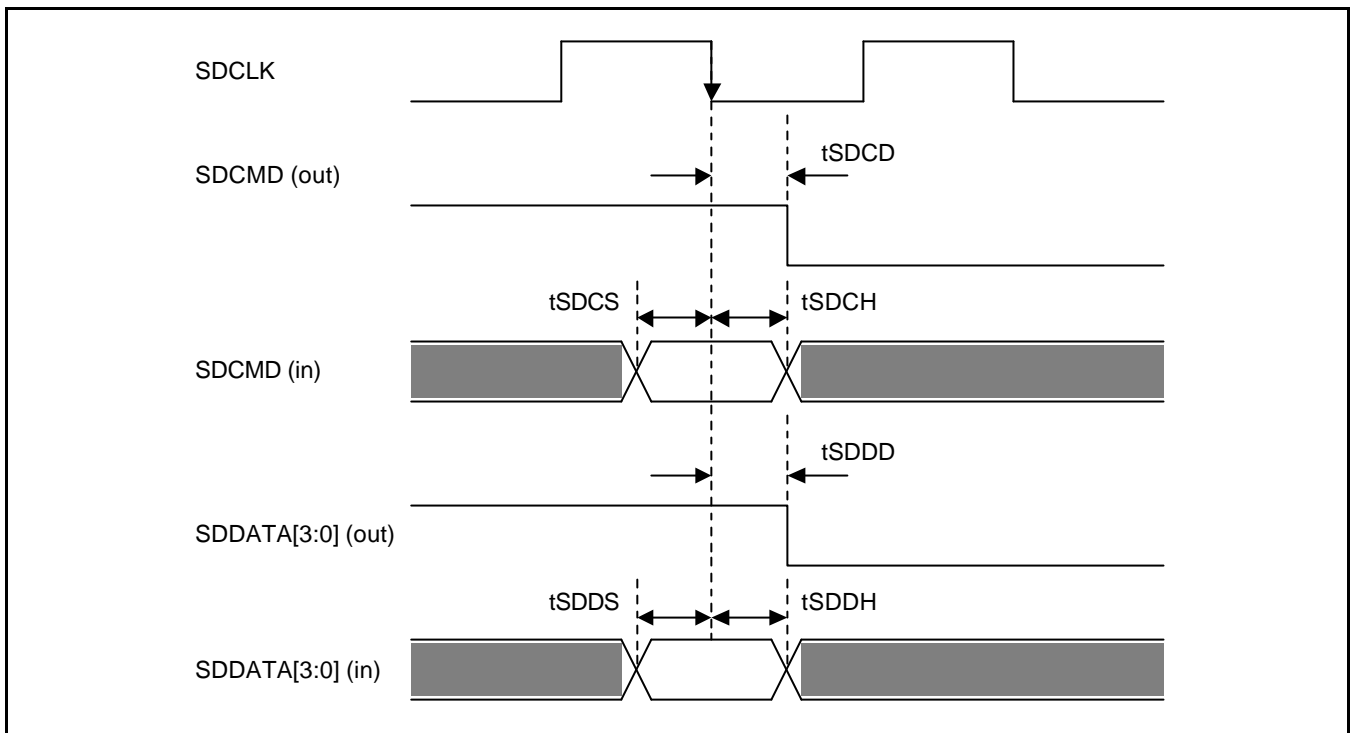 SDCLK
tSDCD
SDCMD (out)
tSDCS
tSDCH
SDCMD (in)
tSDDD
SDDATA[3:0] (out)
tSDDS
tSDDH
SDDATA[3:0] (in)